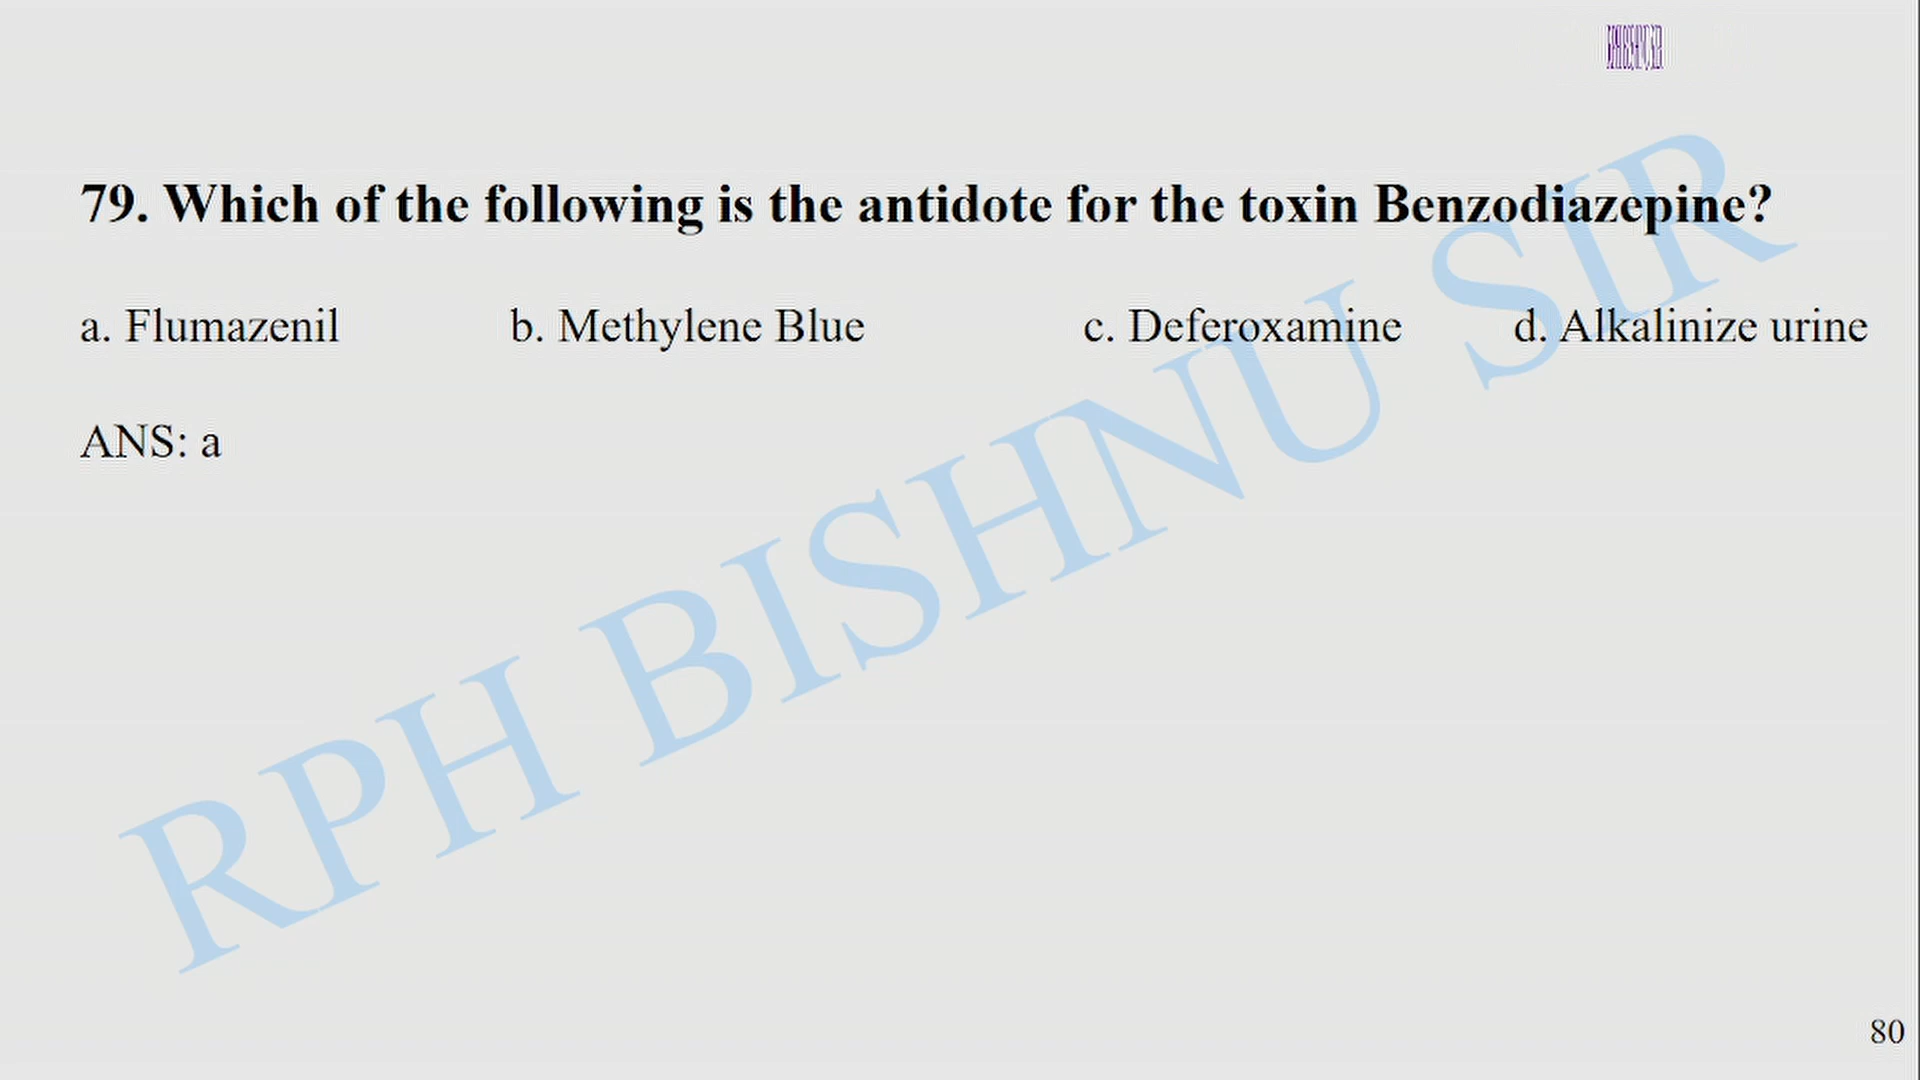 79. Which of the following is the antidote for the toxin Benzodiazepine?
a. Flumazenil b. Methylene Blue c. Deferoxamine d. Alkalinize urine
ANS: a
RPH BISHNU SIR
80